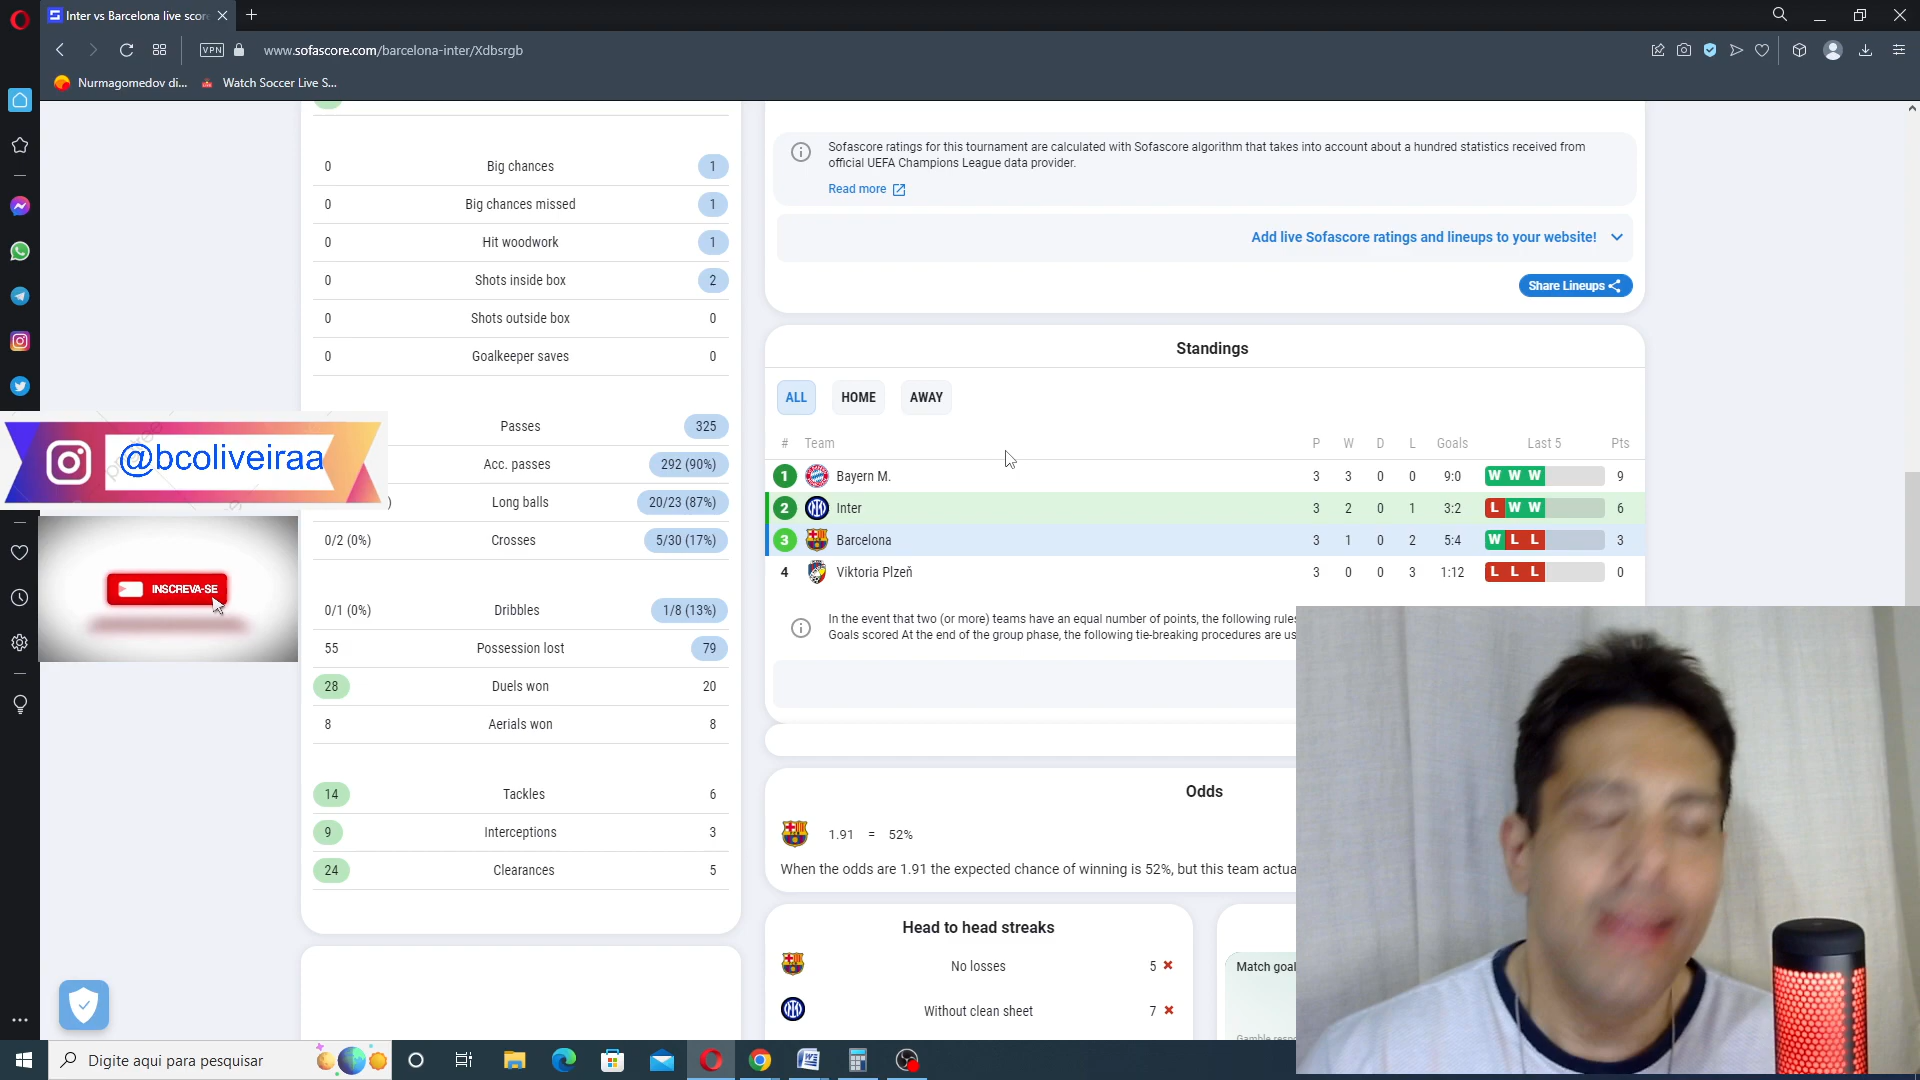 Inter vs Barcelona live score
VPN
www.sofascore.com/barcelona-inter/Xdbsrgb
Nurmagomedov di...
Watch Soccer Live S...
0 Big chances 1
0 Big chances missed 1
0 Hit woodwork 1
0 Shots inside box 2
0 Shots outside box 0
0 Goalkeeper saves 0
Passes 325
Acc. passes 292 (90%)
) Long balls 20/23 (87%)
0/2 (0%) Crosses 5/30 (17%)
0/1 (0%) Dribbles 1/8 (13%)
55 Possession lost 79
28 Duels won 20
8 Aerials won 8
14 Tackles 6
9 Interceptions 3
24 Clearances 5
@bcoliveiraa
INSCREVA-SE
Sofascore ratings for this tournament are calculated with Sofascore algorithm that takes into account about a hundred statistics received from
official UEFA Champions League data provider.
Read more
Add live Sofascore ratings and lineups to your website!
Share Lineups
Standings
ALL HOME AWAY
# Team P W D L Goals Last 5 Pts
1 Bayern M. 3 3 0 0 9:0 W W W 9
2 Inter 3 2 0 1 3:2 L W W 6
3 Barcelona 3 1 0 2 5:4 W L L 3
4 Viktoria Plzeň 3 0 0 3 1:12 L L L 0
In the event that two (or more) teams have an equal number of points, the following rules
Goals scored At the end of the group phase, the following tie-breaking procedures are us
Odds
1.91 = 52%
When the odds are 1.91 the expected chance of winning is 52%, but this team actua
Head to head streaks
No losses 5
Without clean sheet 7
Match goal
Gamble resp
Digite aqui para pesquisar